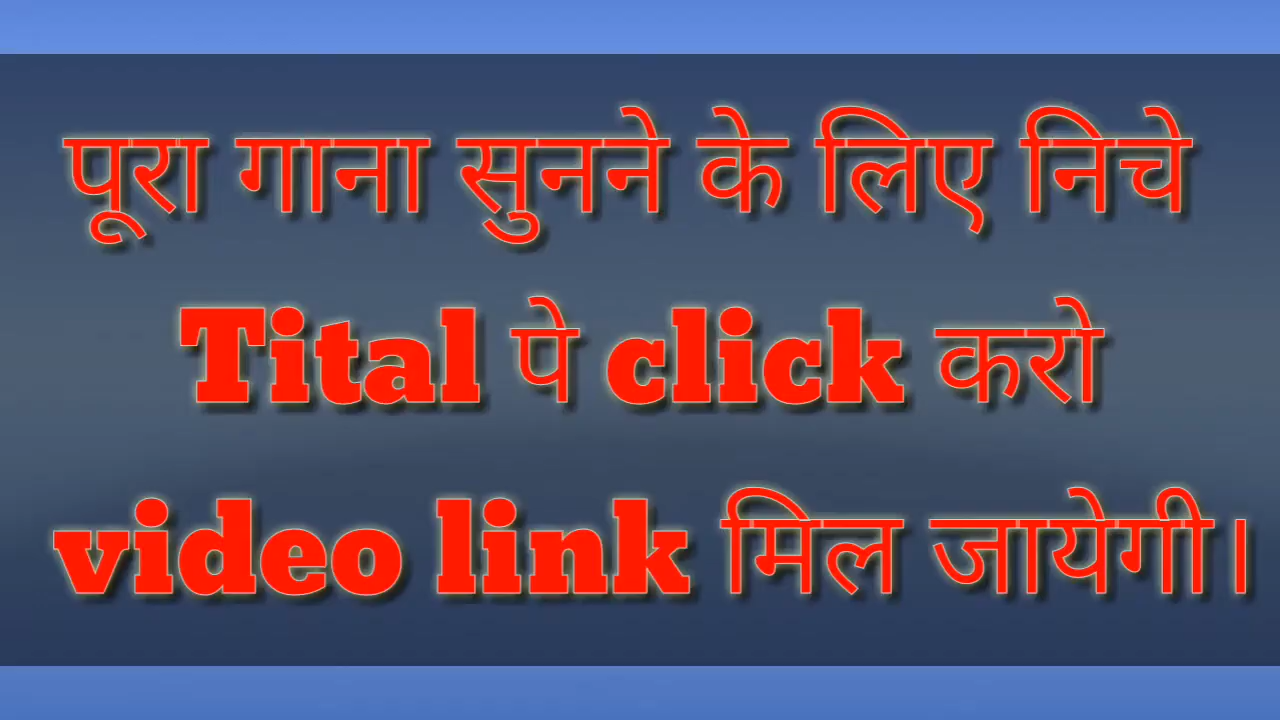 पूरा गाना सुनने के लिए निचे
Tital पे click करो
video link मिल जायेगी।